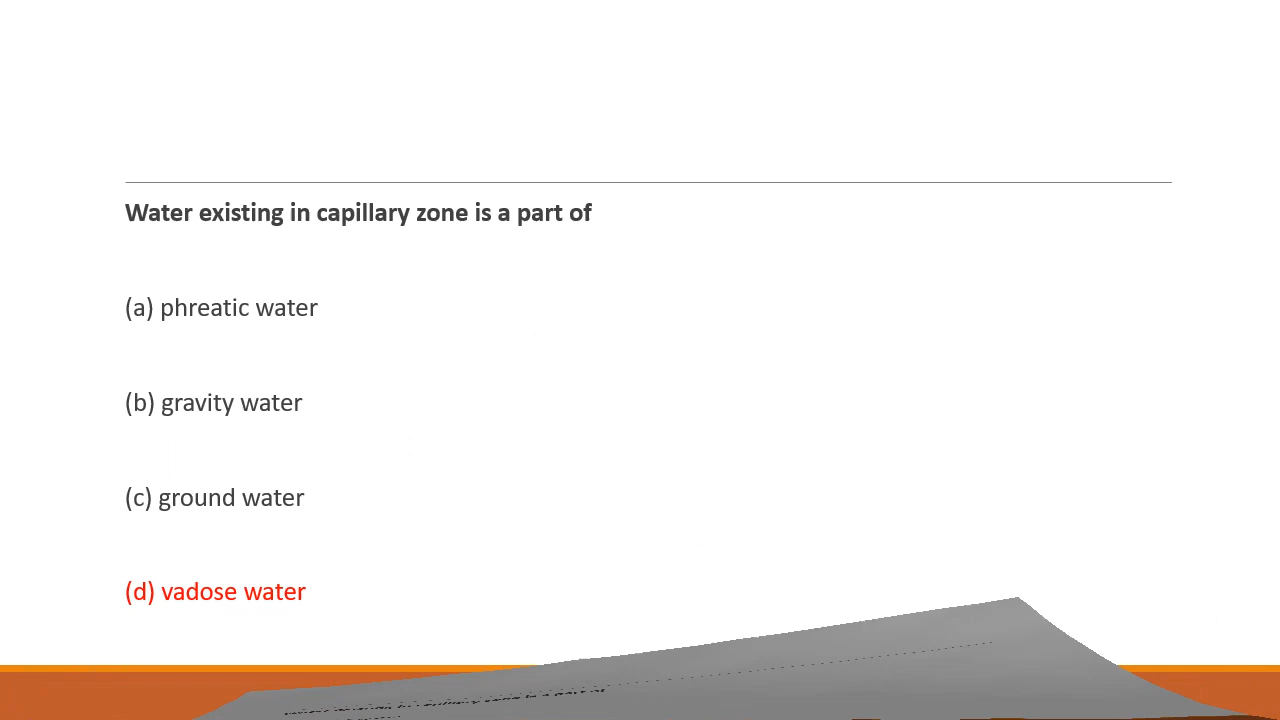 Water existing in capillary zone is a part of
(a) phreatic water
(b) gravity water
(c) ground water
(d) vadose water